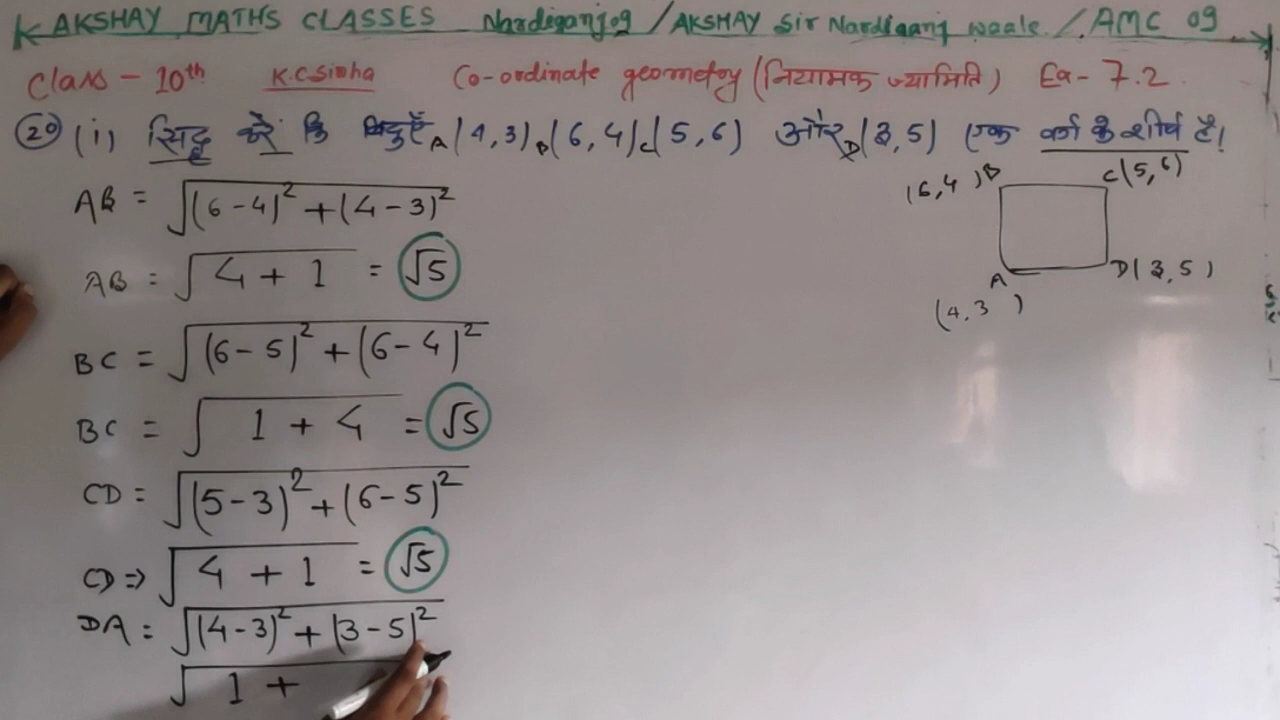 AKSHAY MATHS CLASSES Nardiganj 09 / AKSHAY Sir Nardiganj waale / AMC 09
Class - 10th K.C.Sinha Co-ordinate geometry (नियामक ज्यामिति) Ex- 7.2
20 (i) सिद्ध करें कि बिन्दुएँ A(4,3) B(6,4) C(5,6) और D(3,5) एक वर्ग के शीर्ष है।
(6,4) B C(5,6)
AB = √(6-4)² + (4-3)²
AB = √4 + 1 = √5
A D(3,5)
(4,3)
BC = √(6-5)² + (6-4)²
BC = √1 + 4 = √5
CD = √(5-3)² + (6-5)²
CD ⇒ √4 + 1 = √5
DA = √(4-3)² + (3-5)²
√1 +